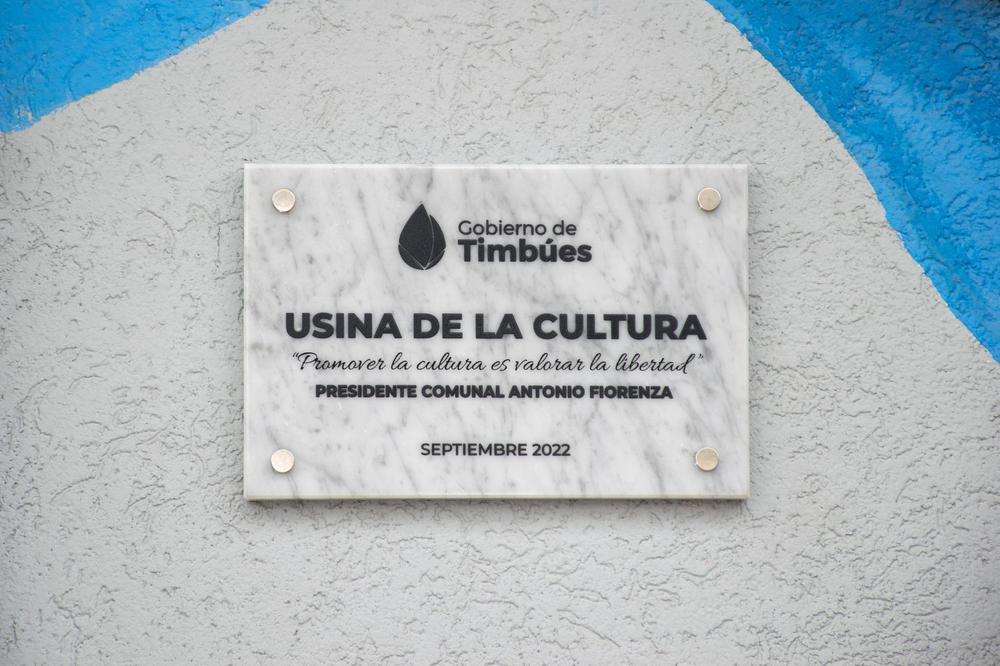 Gobierno de
Timbúes
USINA DE LA CULTURA
“Promover la cultura es valorar la libertad”
PRESIDENTE COMUNAL ANTONIO FIORENZA
SEPTIEMBRE 2022